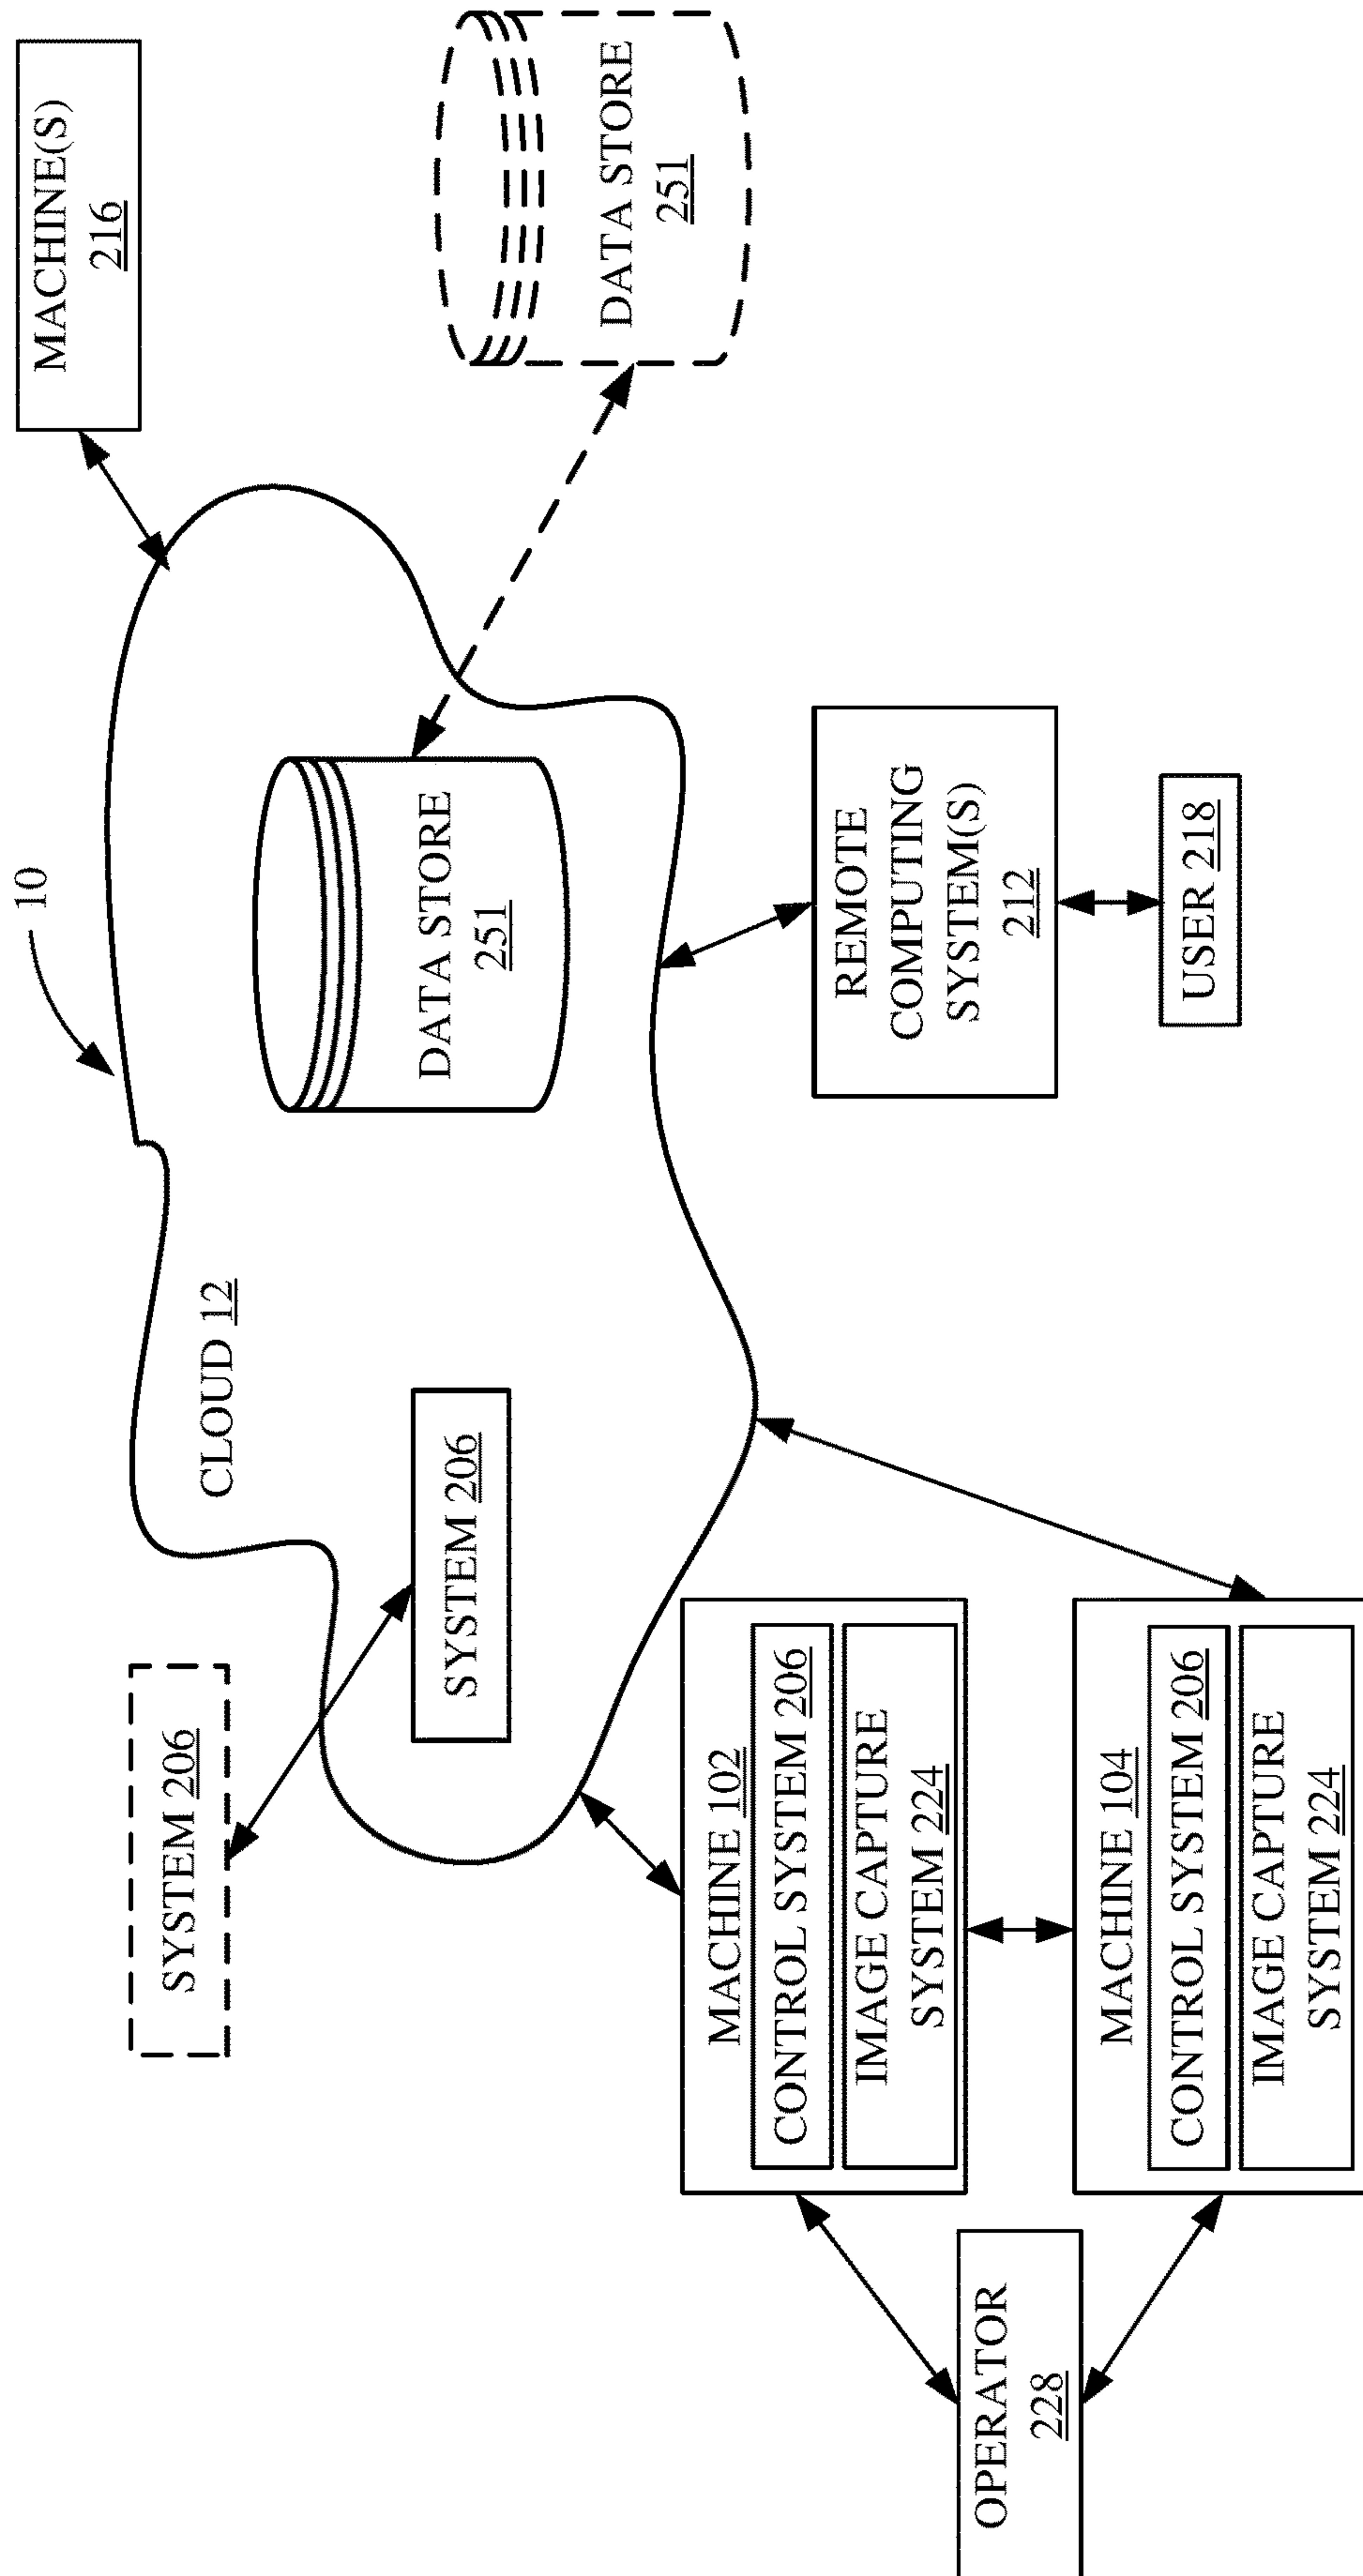 10
MACHINE(S)
216
CLOUD 12
SYSTEM 206
SYSTEM 206
DATA STORE
251
DATA STORE
251
MACHINE 102
CONTROL SYSTEM 206
IMAGE CAPTURE
SYSTEM 224
REMOTE
COMPUTING
SYSTEM(S)
212
OPERATOR
228
MACHINE 104
CONTROL SYSTEM 206
IMAGE CAPTURE
SYSTEM 224
USER 218